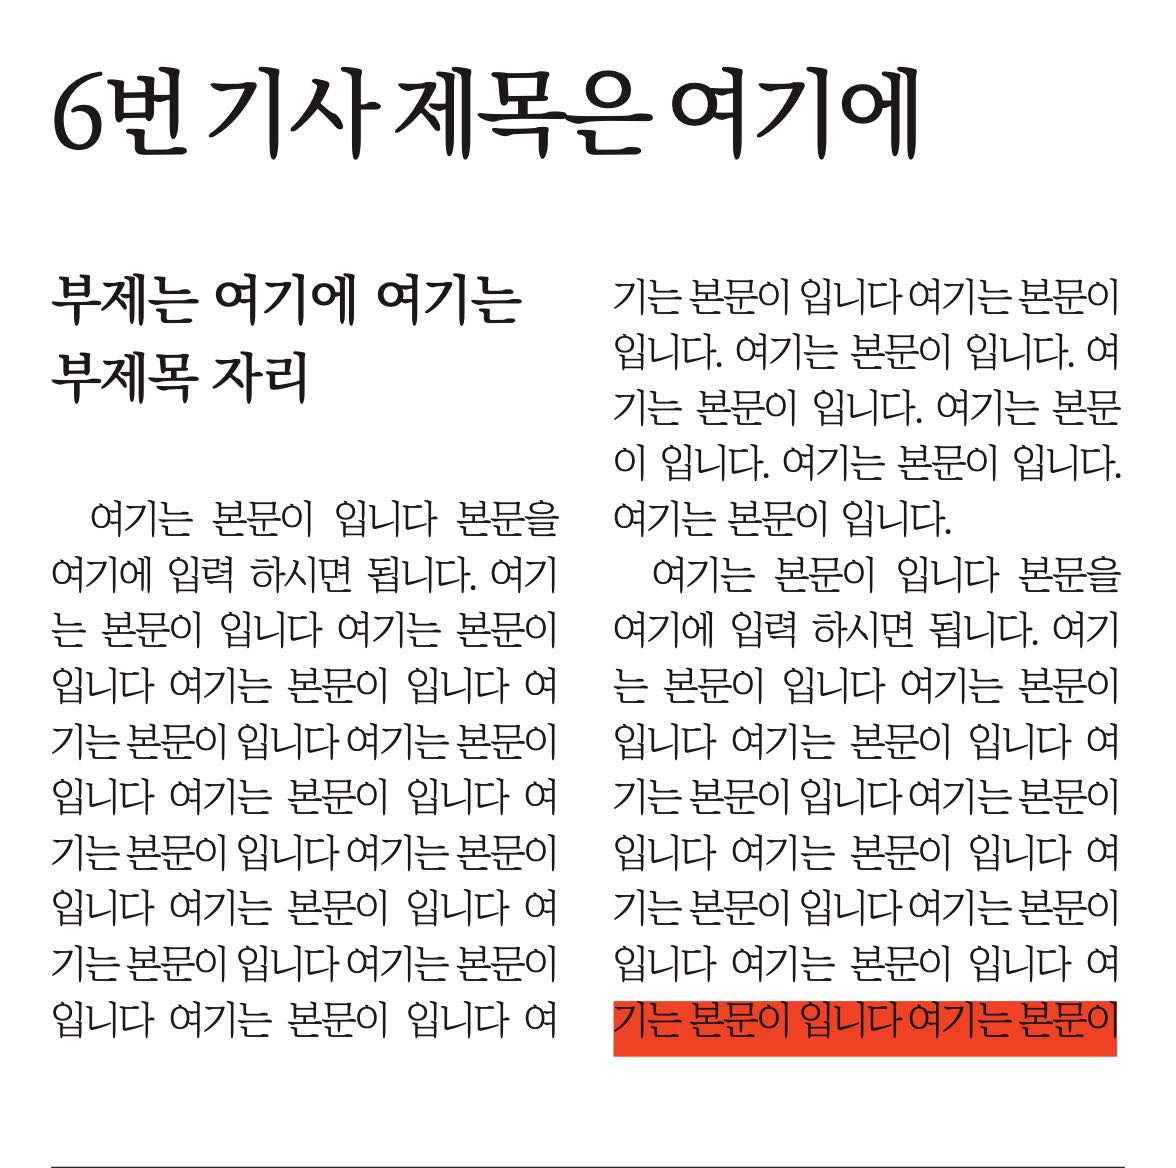 6번 기사 제목은 여기에
부제는 여기에 여기는
부제목 자리
여기는 본문이 입니다 본문을
여기에 입력 하시면 됩니다. 여기
는 본문이 입니다 여기는 본문이
입니다 여기는 본문이 입니다 여
기는 본문이 입니다 여기는 본문이
입니다 여기는 본문이 입니다 여
기는 본문이 입니다 여기는 본문이
입니다 여기는 본문이 입니다 여
기는 본문이 입니다 여기는 본문이
입니다 여기는 본문이 입니다 여
기는 본문이 입니다 여기는 본문이
입니다. 여기는 본문이 입니다. 여
기는 본문이 입니다. 여기는 본문
이 입니다. 여기는 본문이 입니다.
여기는 본문이 입니다.
여기는 본문이 입니다 본문을
여기에 입력 하시면 됩니다. 여기
는 본문이 입니다 여기는 본문이
입니다 여기는 본문이 입니다 여
기는 본문이 입니다 여기는 본문이
입니다 여기는 본문이 입니다 여
기는 본문이 입니다 여기는 본문이
입니다 여기는 본문이 입니다 여
기는 본문이 입니다 여기는 본문이